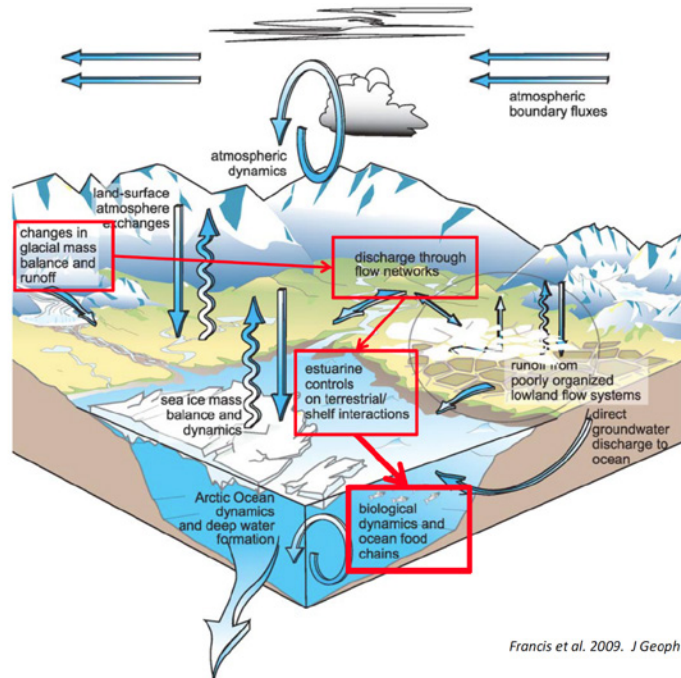 atmospheric
boundary fluxes
atmospheric
dynamics
land-surface
atmosphere
exchanges
changes in
glacial mass
balance and
runoff
discharge through
flow networks
estuarine
controls
on terrestrial/
shelf interactions
runoff from
poorly organized
lowland flow systems
sea ice mass
balance and
dynamics
direct
groundwater
discharge to
ocean
Arctic Ocean
dynamics
and deep water
formation
biological
dynamics and
ocean food
chains
Francis et al. 2009. J Geoph